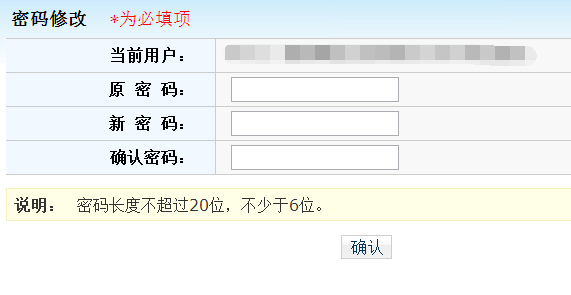 密码修改 *为必填项
当前用户：
原 密 码：
新 密 码：
确认密码：
说明： 密码长度不超过20位，不少于6位。
确认